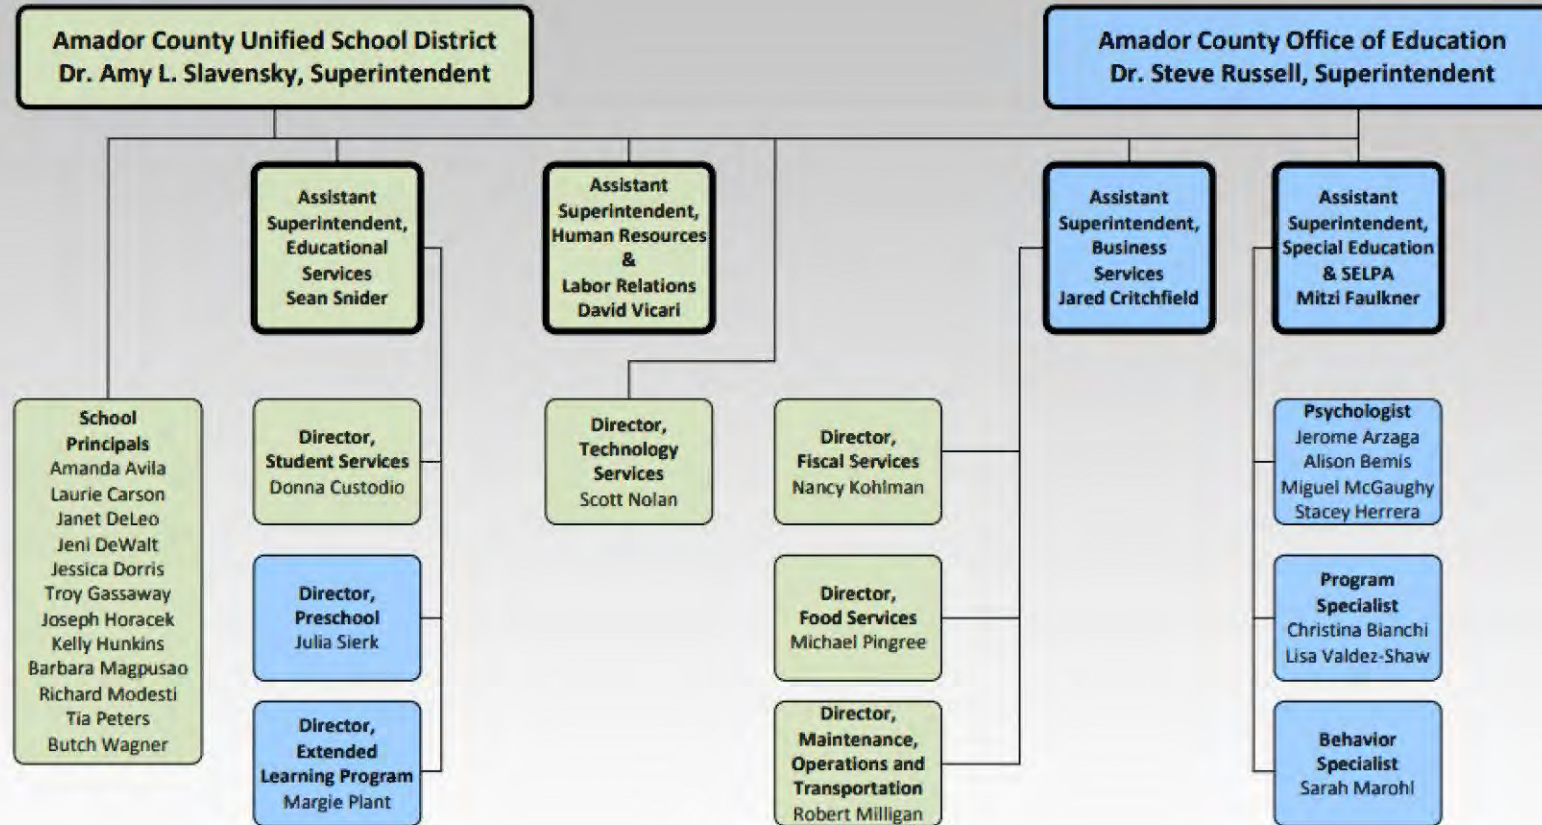 Amador County Unified School District
Dr. Amy L. Slavensky, Superintendent
Amador County Office of Education
Dr. Steve Russell, Superintendent
Assistant
Superintendent,
Educational
Services
Sean Snider
Assistant
Superintendent,
Human Resources
&
Labor Relations
David Vicari
Assistant
Superintendent,
Business
Services
Jared Critchfield
Assistant
Superintendent,
Special Education
& SELPA
Mitzi Faulkner
School
Principals
Amanda Avila
Laurie Carson
Janet DeLeo
Jeni DeWalt
Jessica Dorris
Troy Gassaway
Joseph Horacek
Kelly Hunkins
Barbara Magpusao
Richard Modesti
Tia Peters
Butch Wagner
Director,
Student Services
Donna Custodio
Director,
Technology
Services
Scott Nolan
Director,
Fiscal Services
Nancy Kohlman
Psychologist
Jerome Arzaga
Alison Bemis
Miguel McGaughy
Stacey Herrera
Director,
Preschool
Julia Sierk
Director,
Food Services
Michael Pingree
Program
Specialist
Christina Bianchi
Lisa Valdez-Shaw
Director,
Extended
Learning Program
Margie Plant
Director,
Maintenance,
Operations and
Transportation
Robert Milligan
Behavior
Specialist
Sarah Marohl